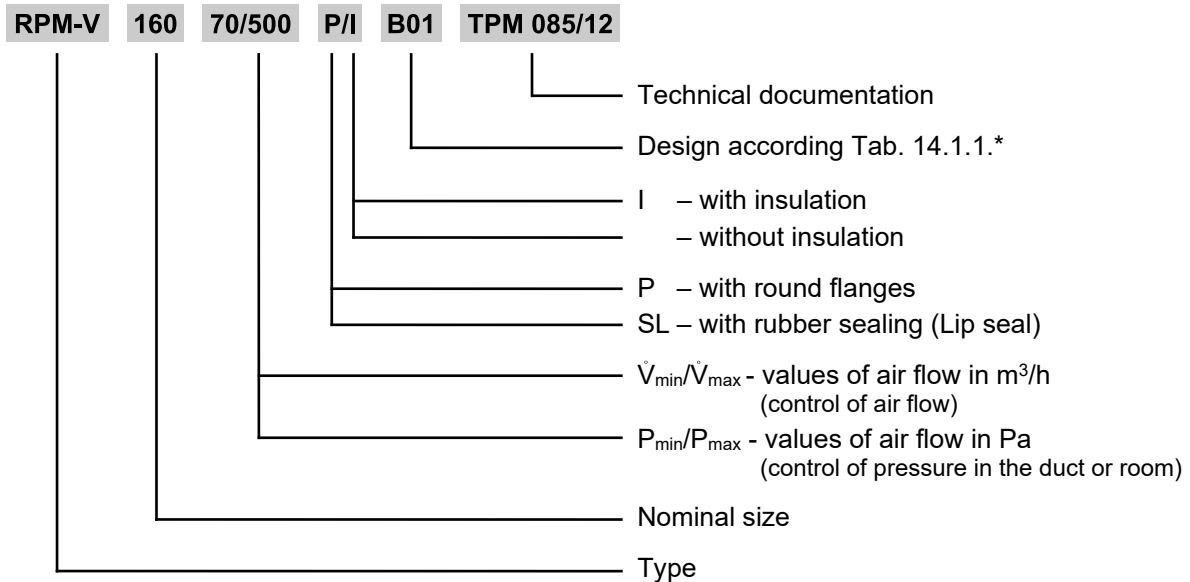 RPM-V 160 70/500 P/I B01 TPM 085/12
Technical documentation
Design according Tab. 14.1.1.*
I – with insulation
– without insulation
P – with round flanges
SL – with rubber sealing (Lip seal)
V̊min/V̊max - values of air flow in m³/h
(control of air flow)
Pmin/Pmax - values of air flow in Pa
(control of pressure in the duct or room)
Nominal size
Type